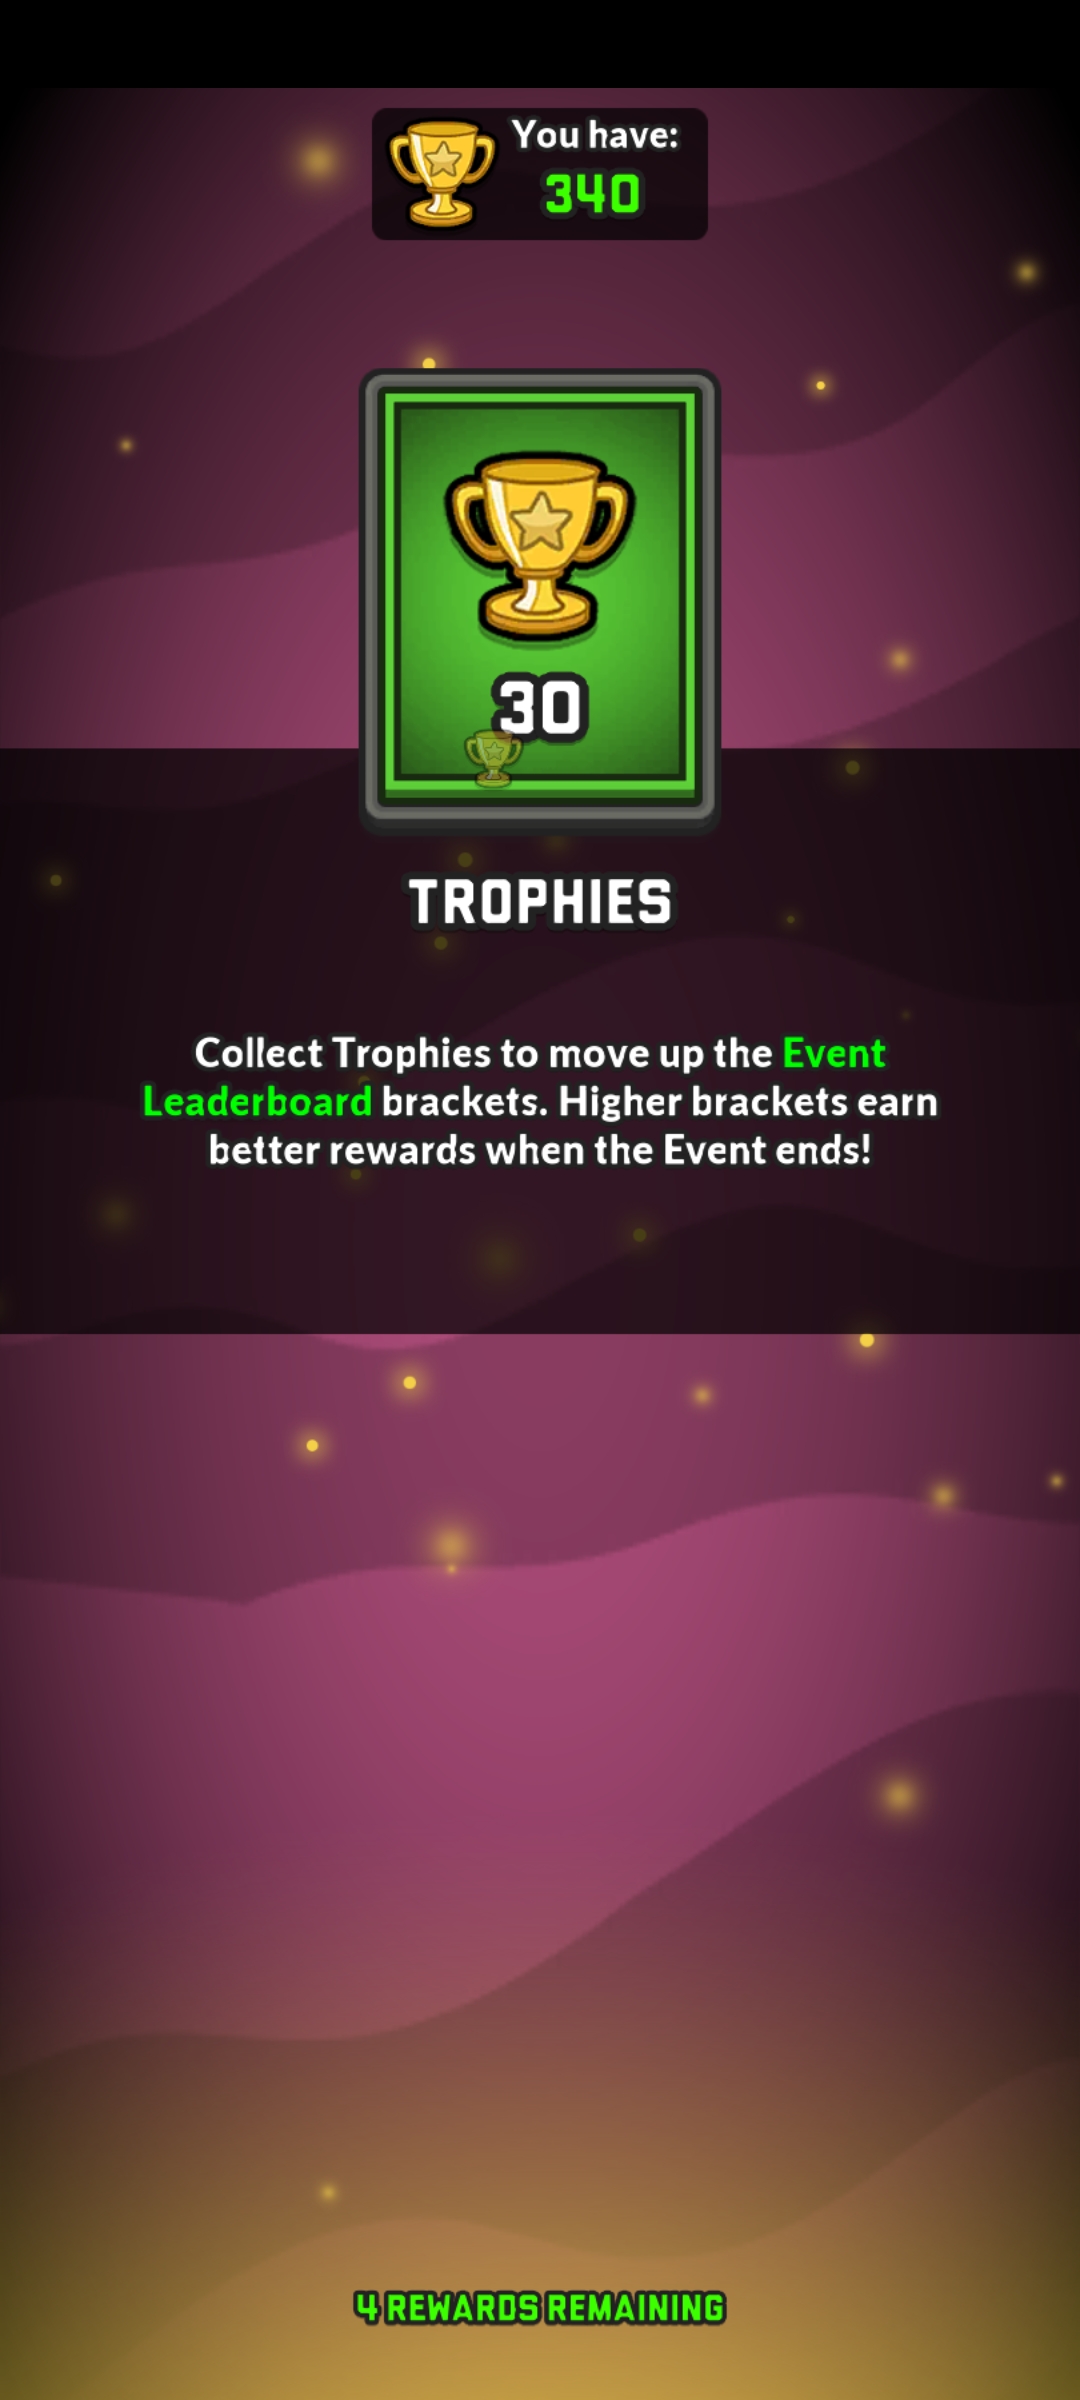 You have:
340
30
TROPHIES
Collect Trophies to move up the Event
Leaderboard brackets. Higher brackets earn
better rewards when the Event ends!
4 REWARDS REMAINING